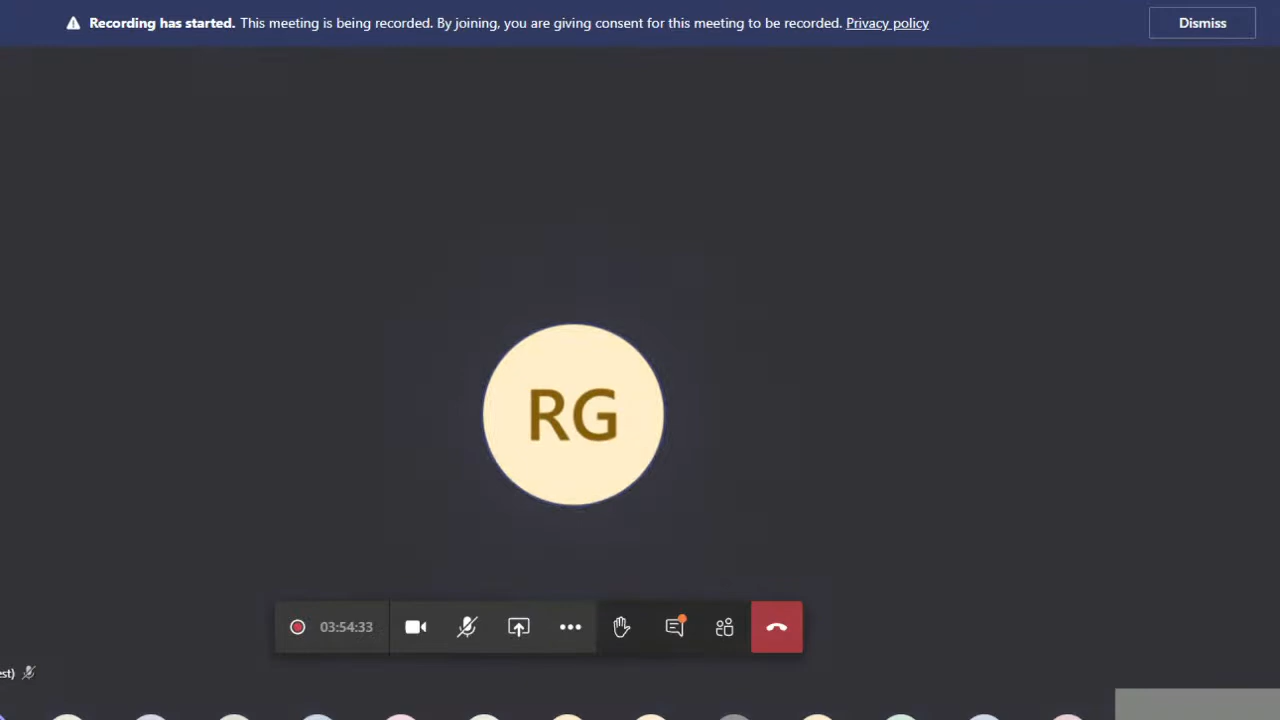 Recording has started. This meeting is being recorded. By joining, you are giving consent for this meeting to be recorded. Privacy policy
Dismiss
RG
03:54:33
est)